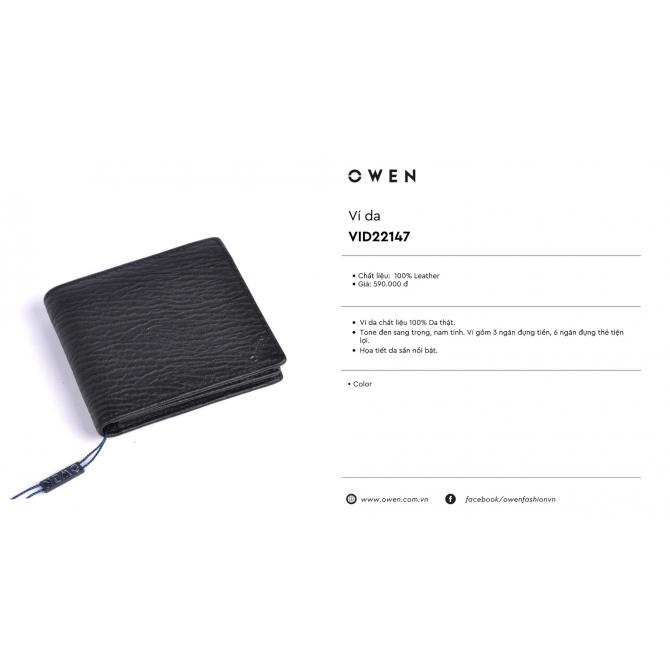 OWEN
Ví da
VID22147
• Chất liệu: 100% Leather
• Giá: 590.000 đ
• Ví da chất liệu 100% Da thật.
• Tone đen sang trọng, nam tính. Ví gồm 3 ngăn đựng tiền, 6 ngăn đựng thẻ tiện
lợi.
• Họa tiết da sần nổi bật.
• Color
www.owen.com.vn
facebook/owenfashionvn